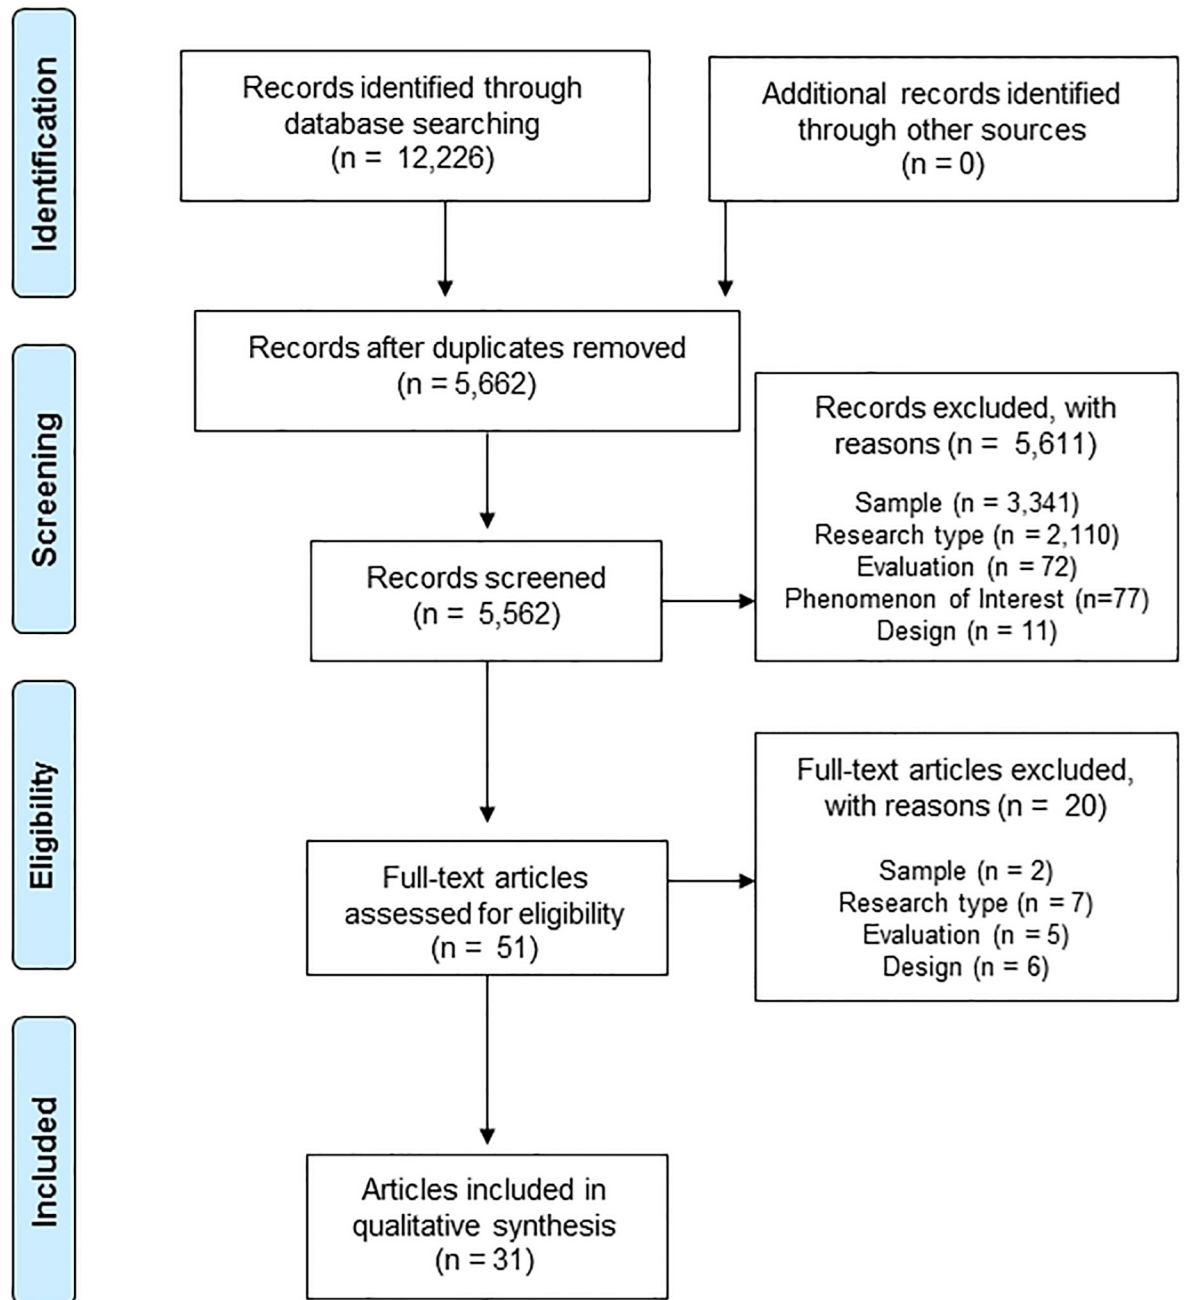 Identification
Records identified through
database searching
(n = 12,226)
Additional records identified
through other sources
(n = 0)
Screening
Records after duplicates removed
(n = 5,662)
Records screened
(n = 5,562)
Records excluded, with
reasons (n = 5,611)
Sample (n = 3,341)
Research type (n = 2,110)
Evaluation (n = 72)
Phenomenon of Interest (n=77)
Design (n = 11)
Eligibility
Full-text articles
assessed for eligibility
(n = 51)
Full-text articles excluded,
with reasons (n = 20)
Sample (n = 2)
Research type (n = 7)
Evaluation (n = 5)
Design (n = 6)
Included
Articles included in
qualitative synthesis
(n = 31)